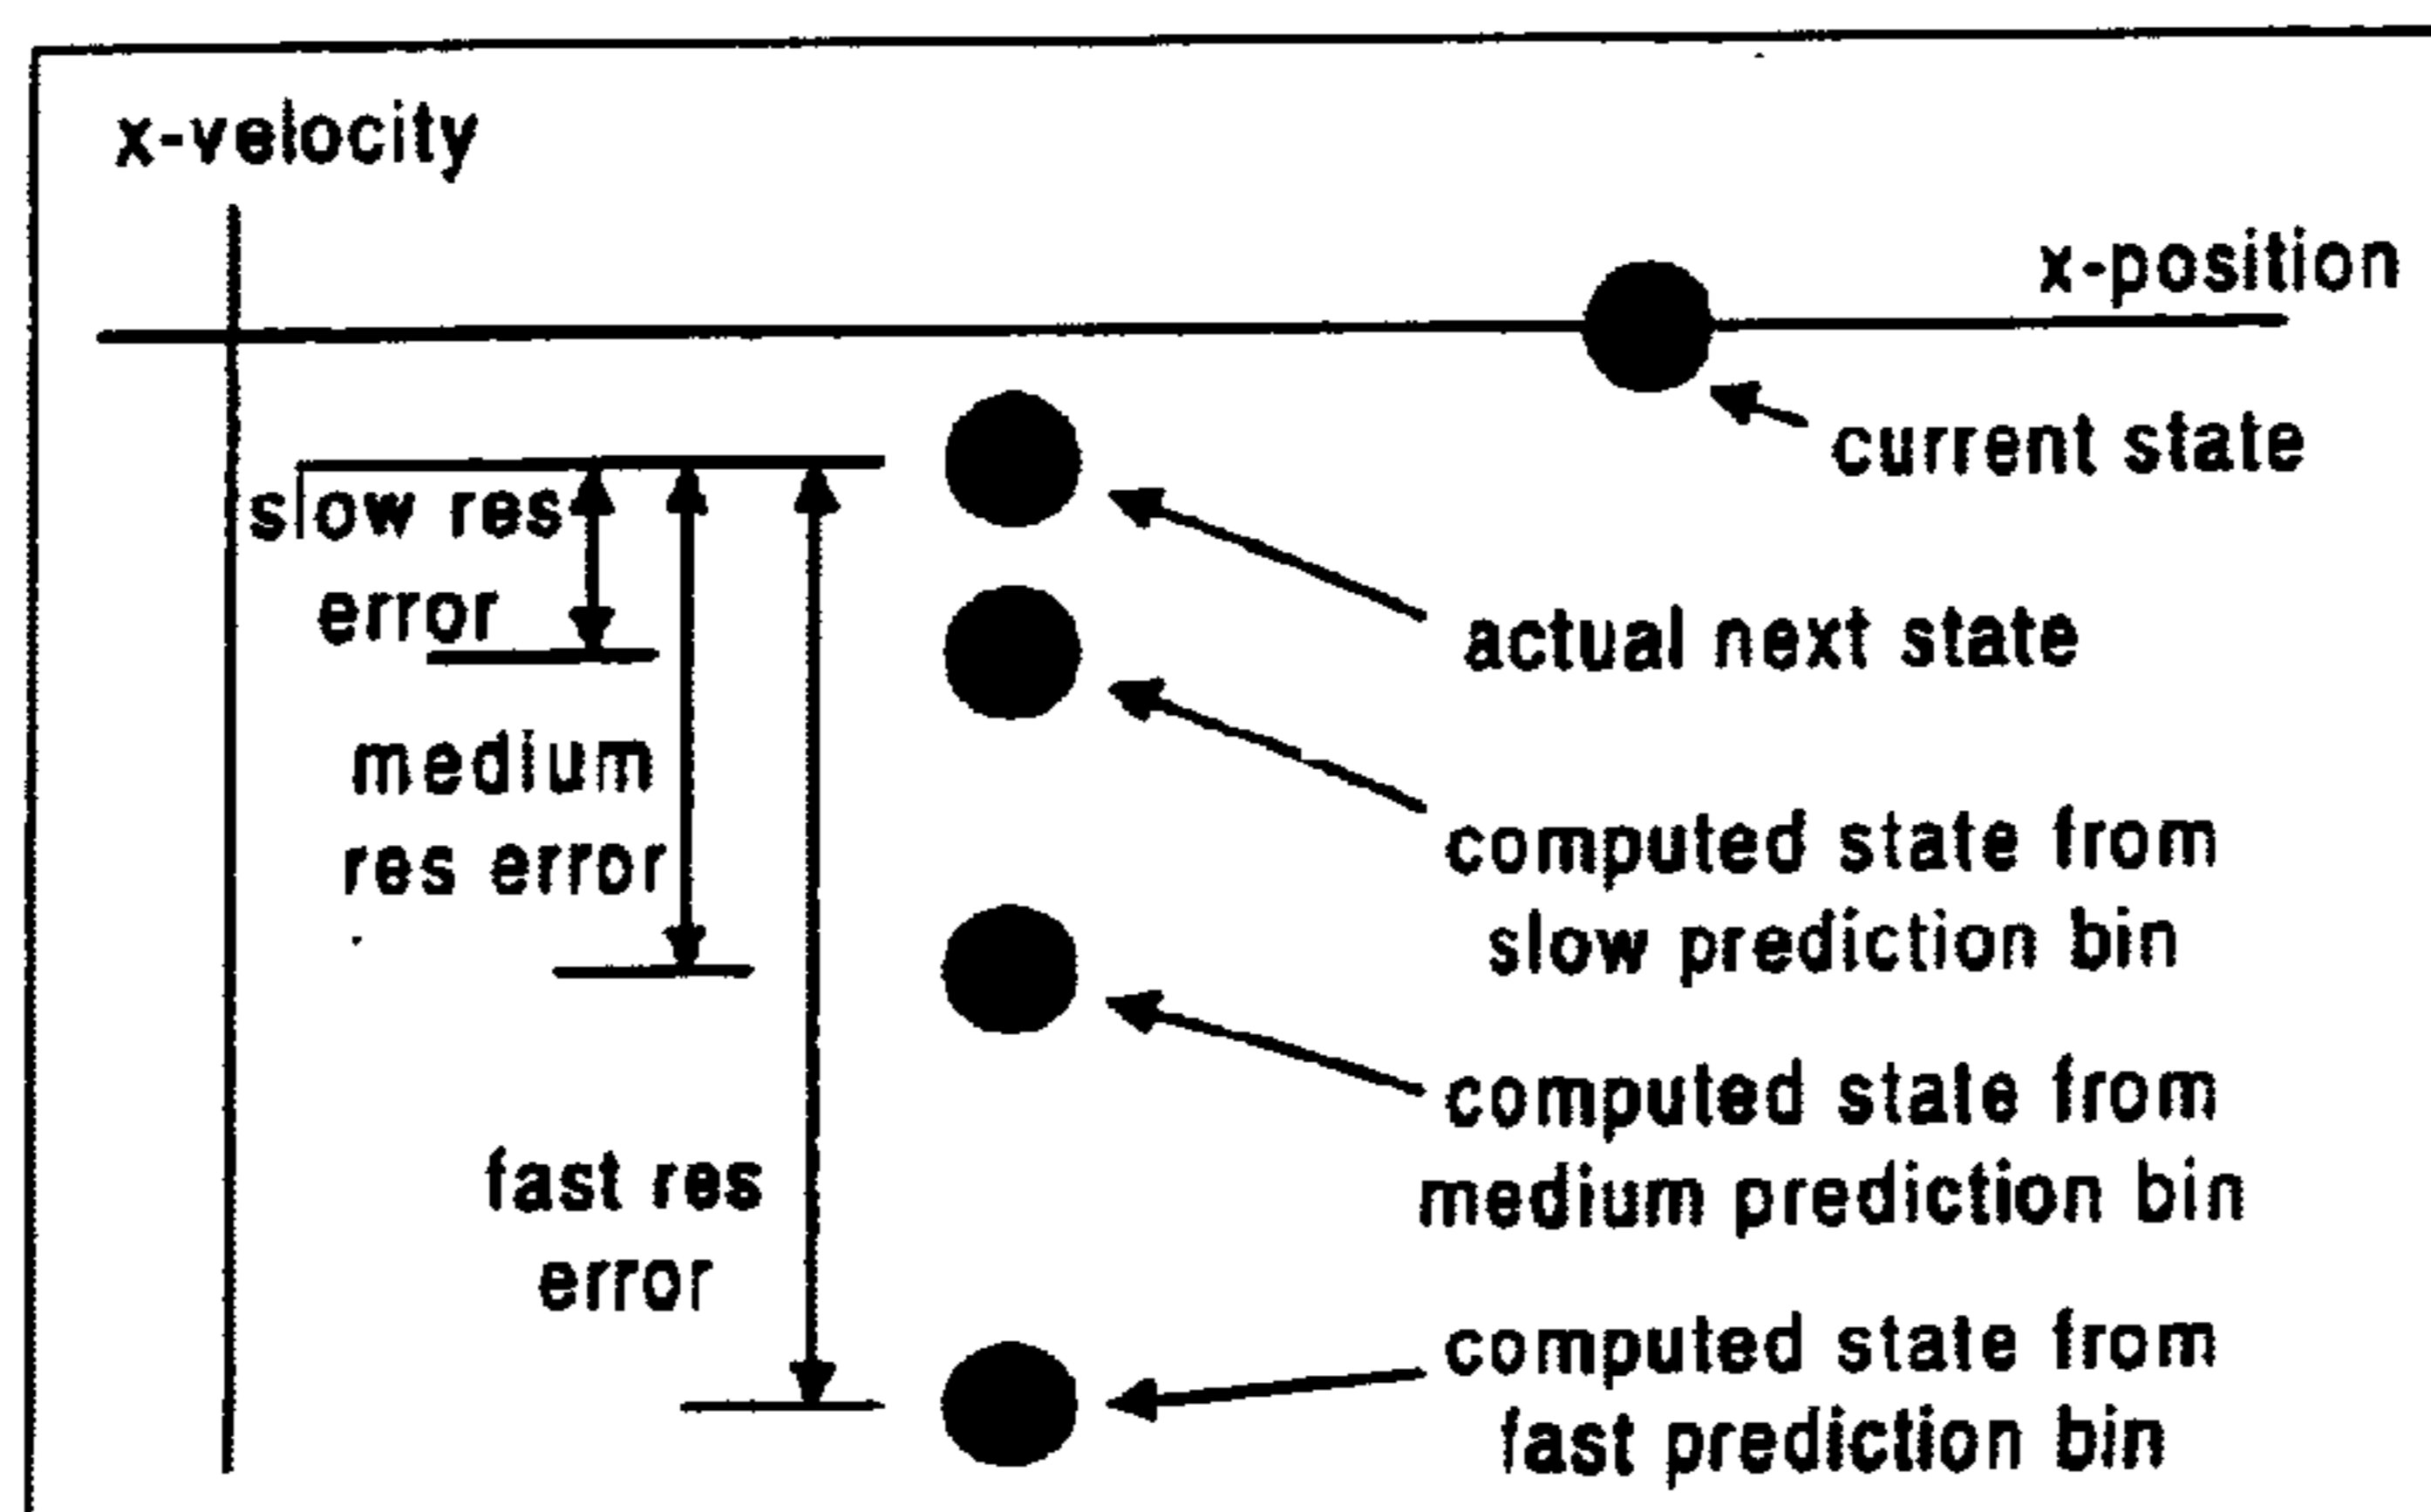 x-velocity
x-position
current state
slow res
error
actual next state
medium
res error
computed state from
slow prediction bin
computed state from
medium prediction bin
fast res
error
computed state from
fast prediction bin